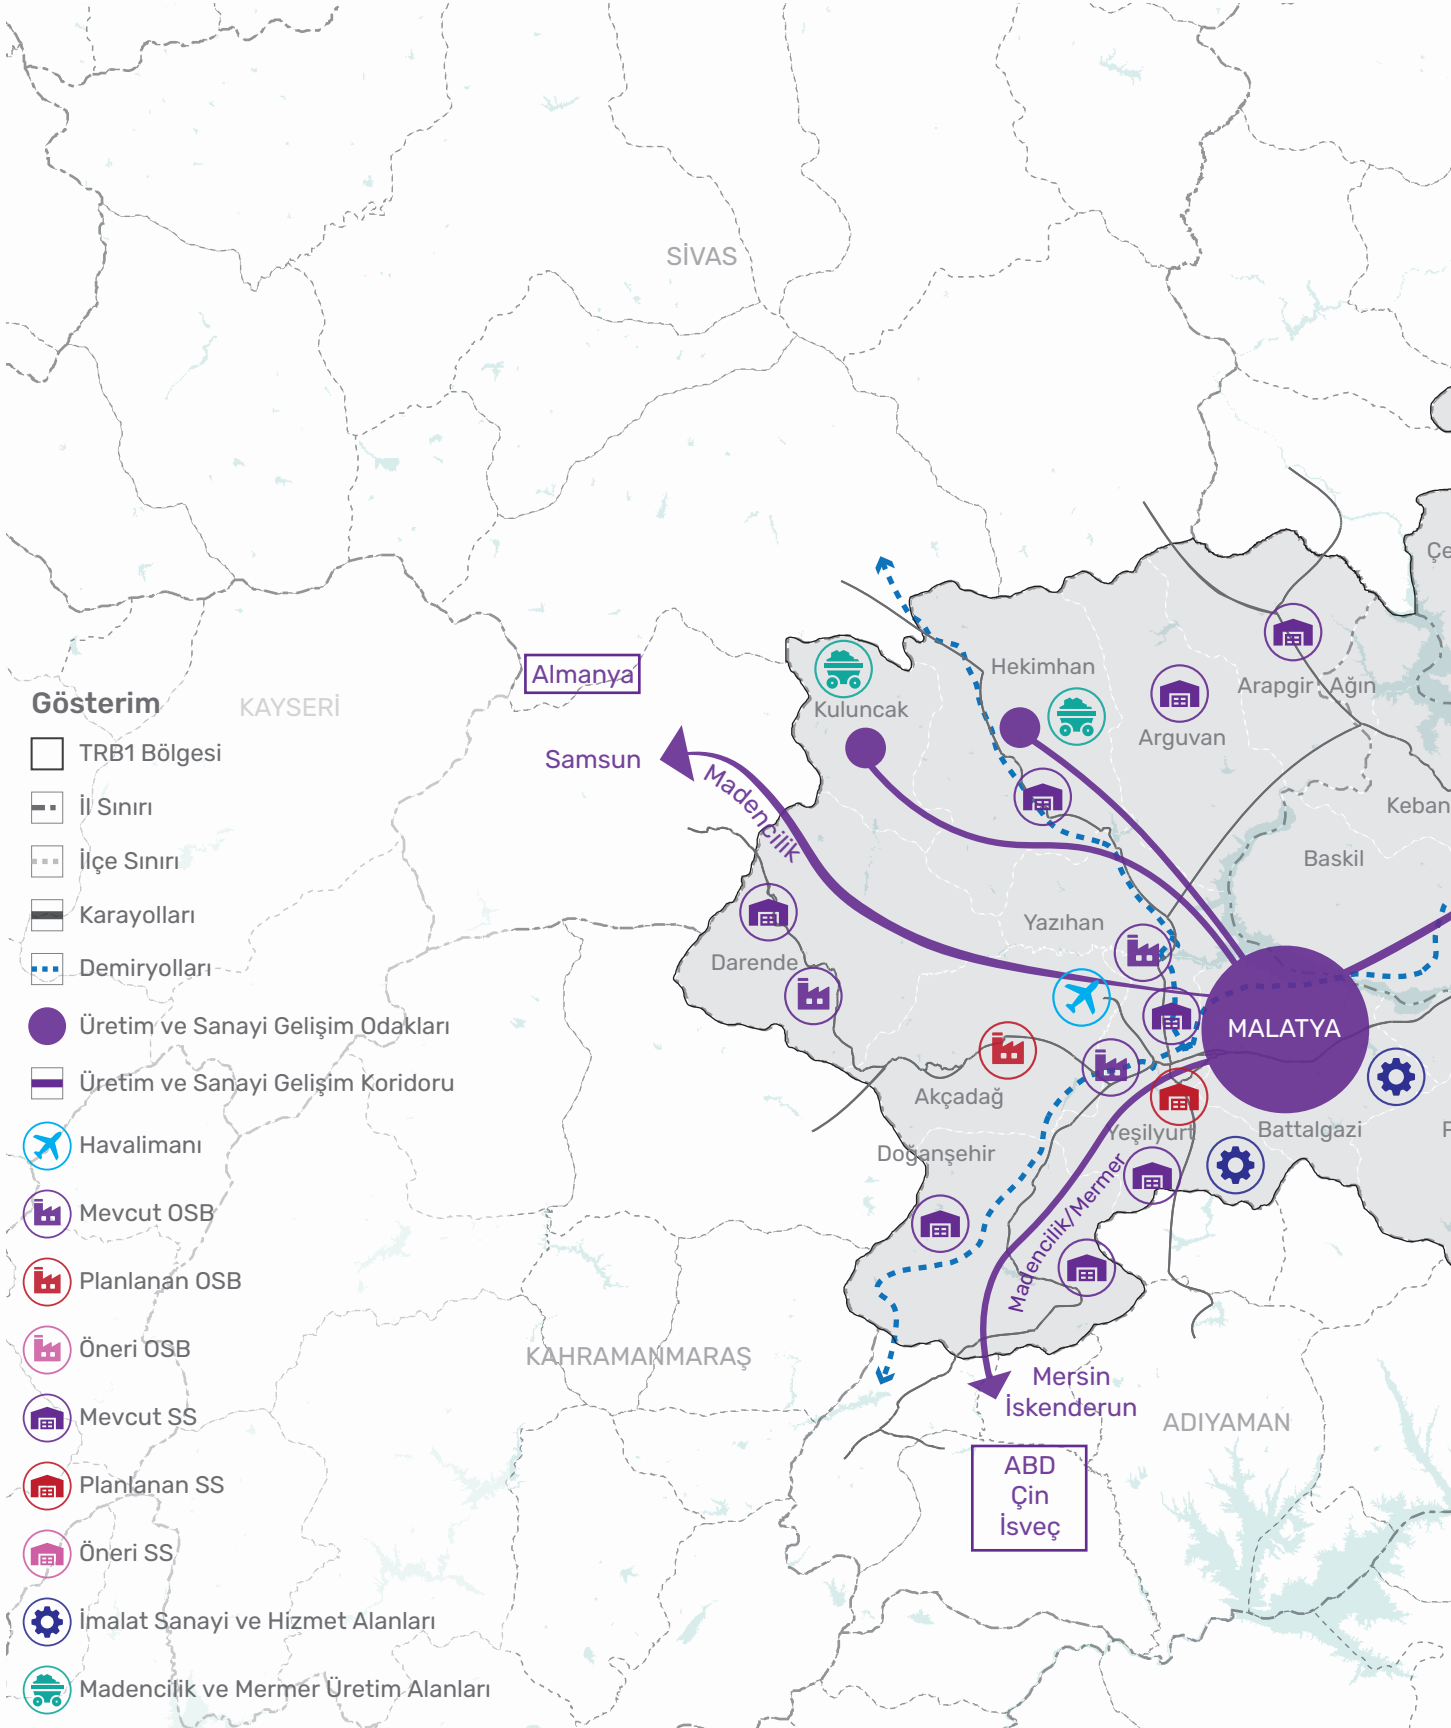 SİVAS
KAYSERİ
Almanya
Samsun
Madencilik
Kuluncak
Hekimhan
Arguvan
Arapgir
Ağın
Keban
Baskil
Yazıhan
Darende
MALATYA
Akçadağ
Yeşilyurt
Battalgazi
Doğanşehir
Madencilik/Mermer
KAHRAMANMARAŞ
Mersin
İskenderun
ADIYAMAN
ABD
Çin
İsveç
Çe
Gösterim
TRB1 Bölgesi
İl Sınırı
İlçe Sınırı
Karayolları
Demiryolları
Üretim ve Sanayi Gelişim Odakları
Üretim ve Sanayi Gelişim Koridoru
Havalimanı
Mevcut OSB
Planlanan OSB
Öneri OSB
Mevcut SS
Planlanan SS
Öneri SS
İmalat Sanayi ve Hizmet Alanları
Madencilik ve Mermer Üretim Alanları